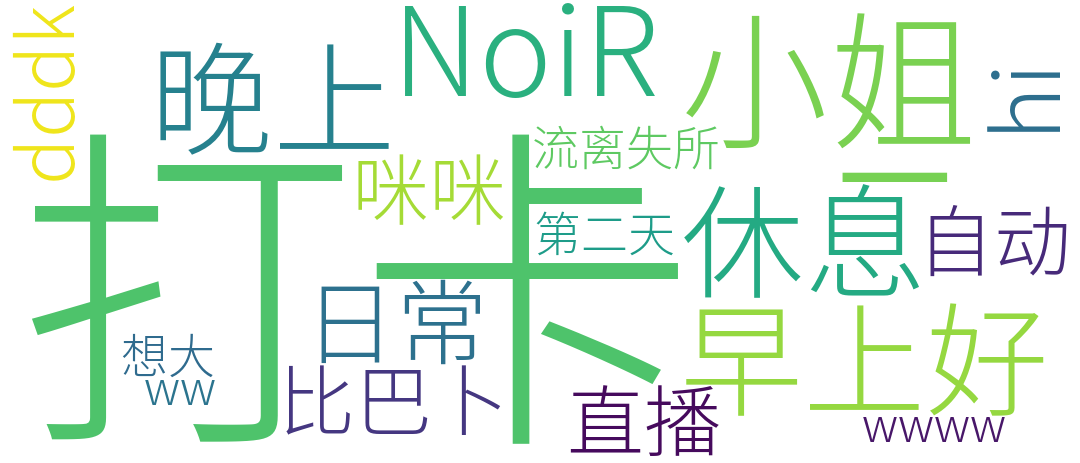 dddk
晚上
NoiR
小姐
hi
打卡
咪咪
流离失所
一
第二天
休息
自动
日常
早上好
想大
ww
比巴卜
直播
wwww